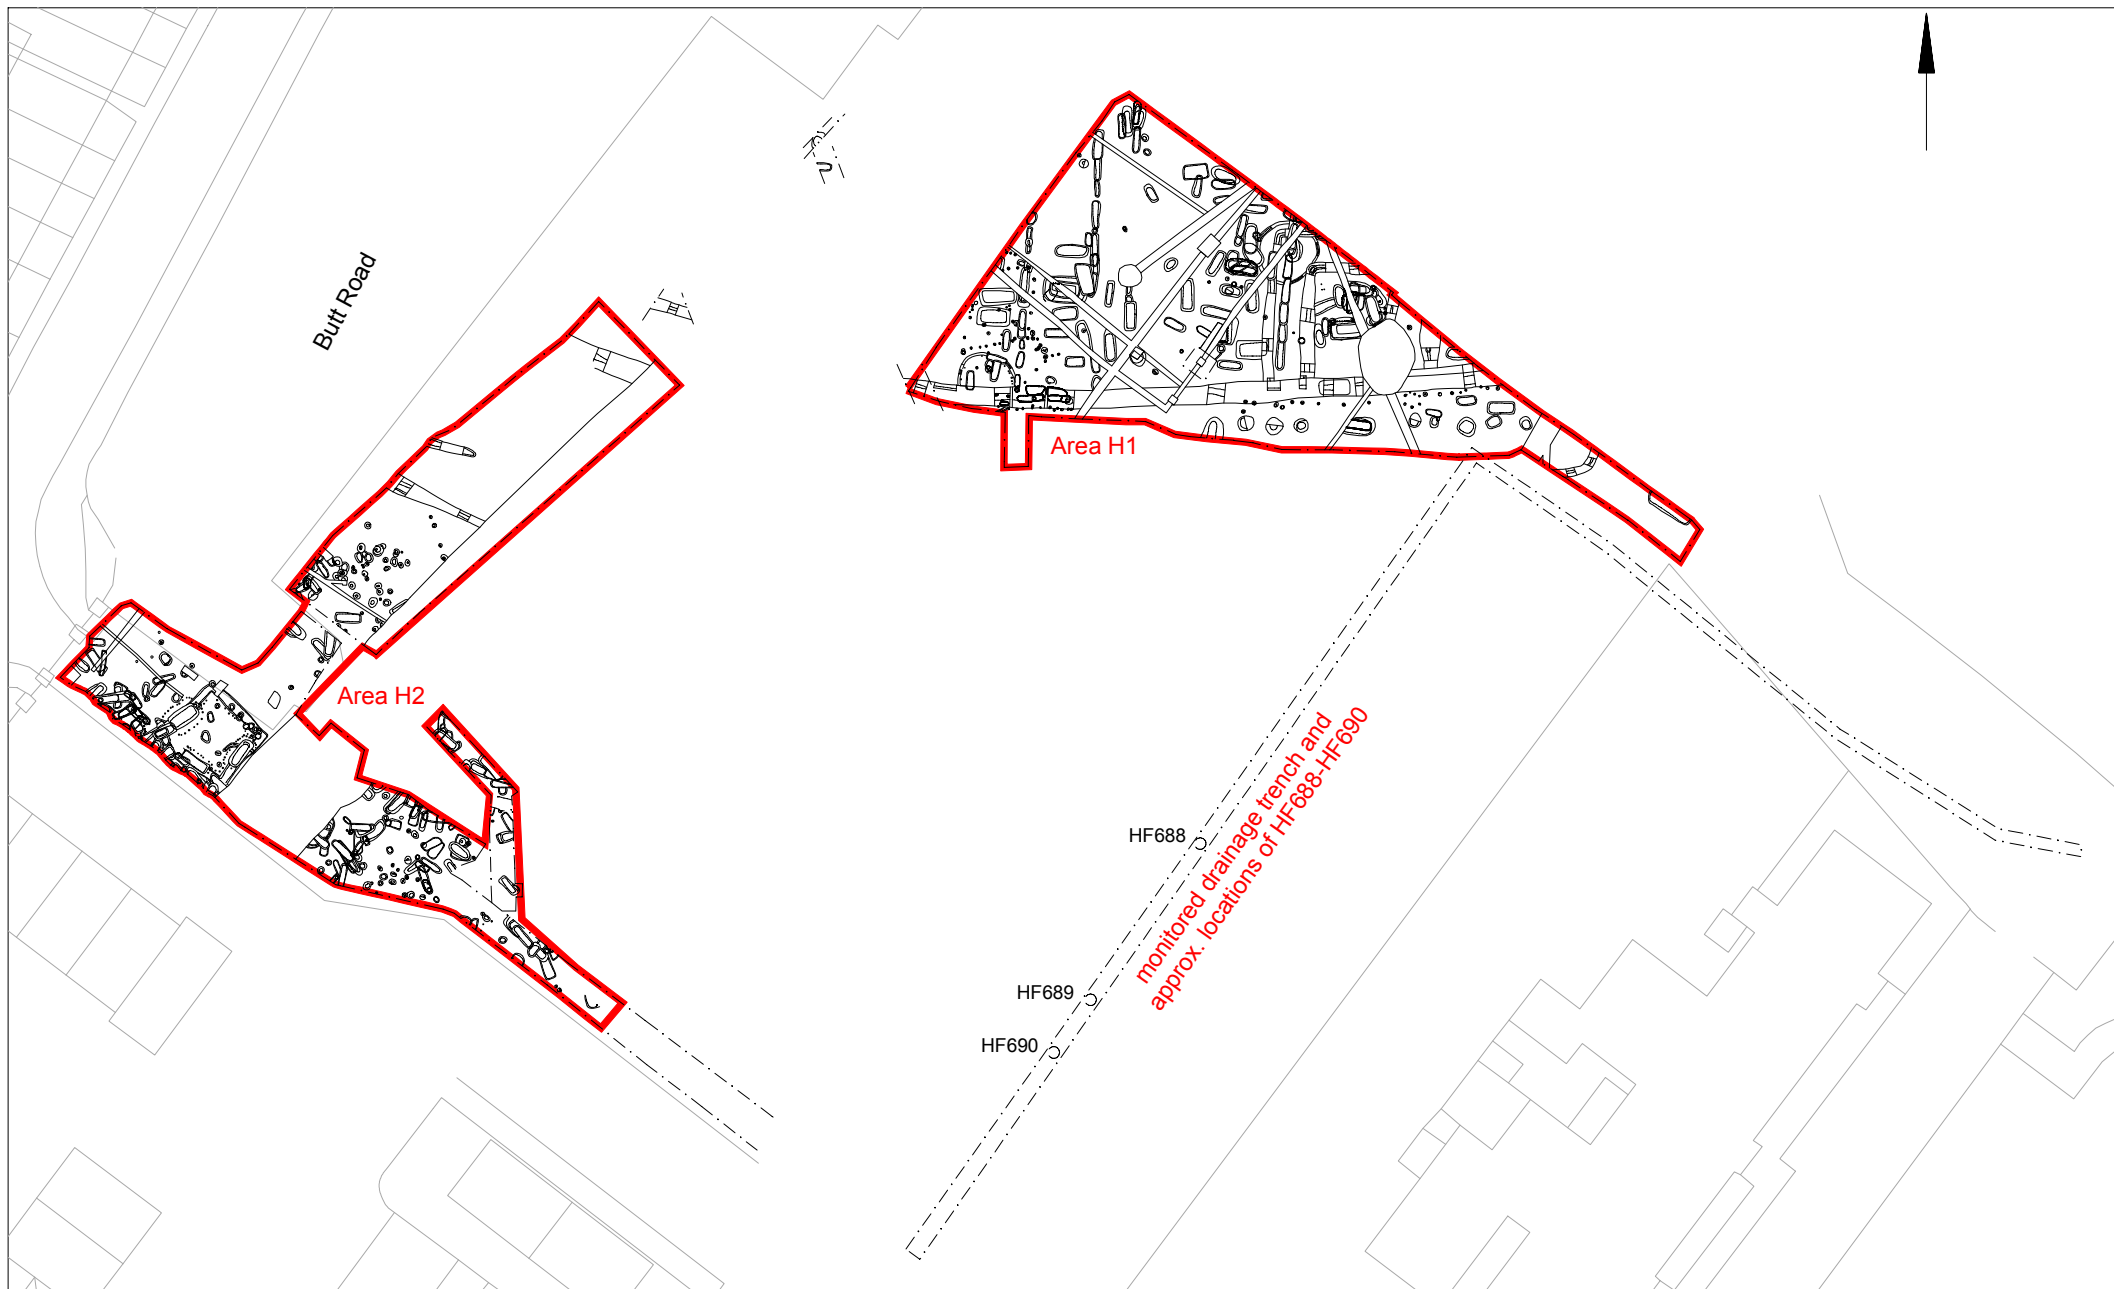 Butt Road
Area H1
Area H2
monitored drainage trench and
approx. locations of HF688-HF690
HF688
HF689
HF690